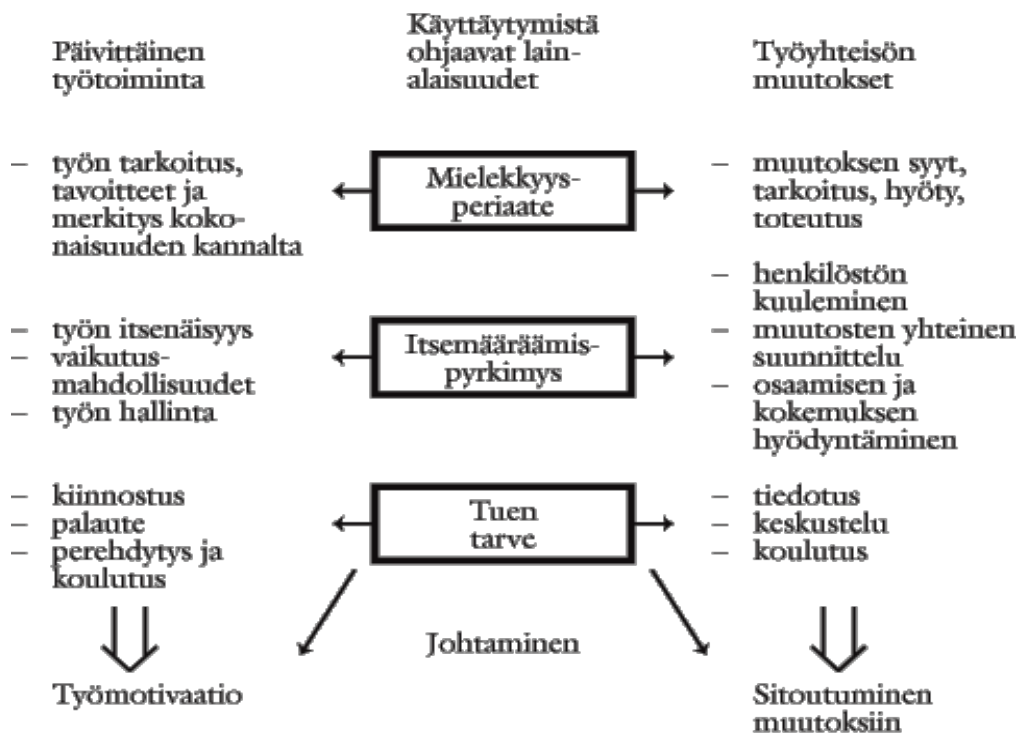 Päivittäinen
työtoiminta
Käyttäytymistä
ohjaavat lain-
alaisuudet
Työyhteisön
muutokset
– työn tarkoitus,
tavoitteet ja
merkitys koko-
naisuuden kannalta
Mielekkyys-
periaate
– muutoksen syyt,
tarkoitus, hyöty,
toteutus
– työn itsenäisyys
– vaikutus-
mahdollisuudet
– työn hallinta
Itsemääräämis-
pyrkimys
– henkilöstön
kuuleminen
– muutosten yhteinen
suunnittelu
– osaamisen ja
kokemuksen
hyödyntäminen
– kiinnostus
– palaute
– perehdytys ja
koulutus
Tuen
tarve
– tiedotus
– keskustelu
– koulutus
Johtaminen
Työmotivaatio
Sitoutuminen
muutoksiin